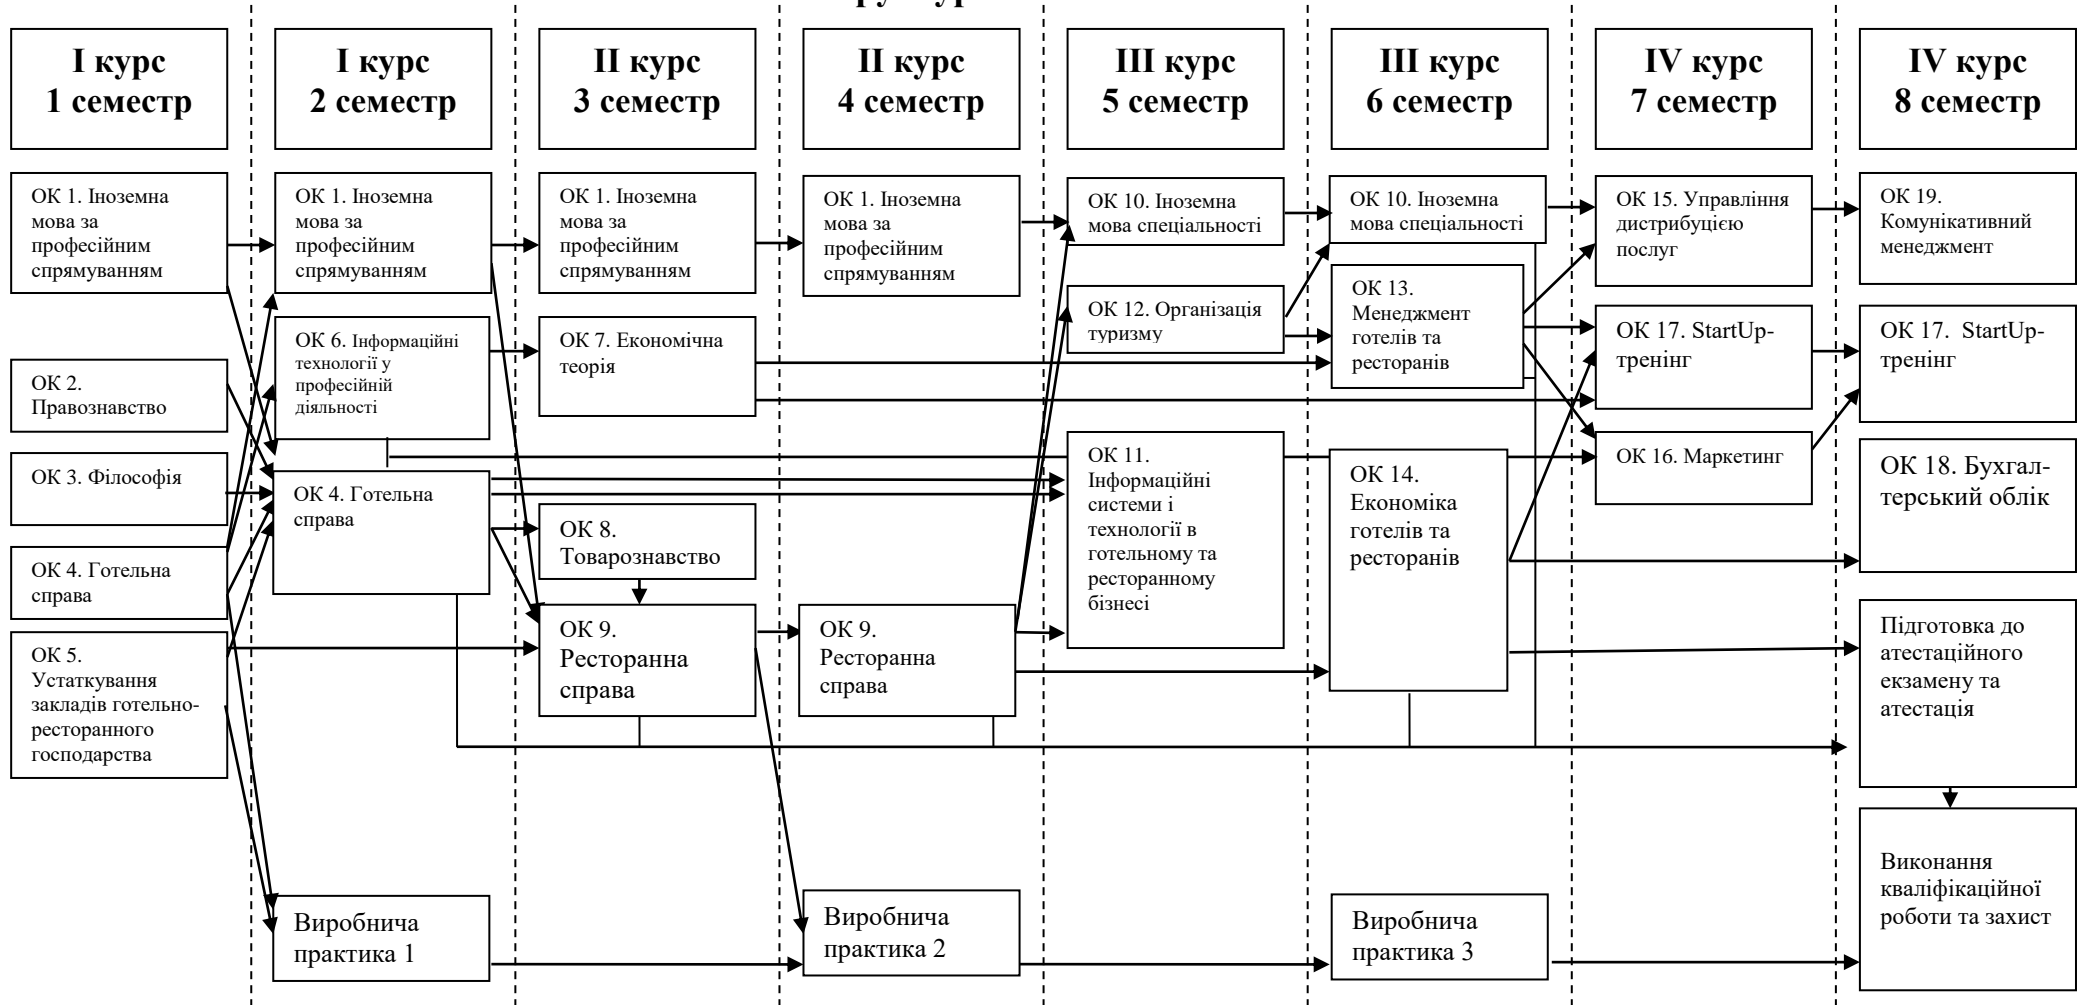 І курс
1 семестр
І курс
2 семестр
ІІ курс
3 семестр
ІІ курс
4 семестр
ІІІ курс
5 семестр
ІІІ курс
6 семестр
IV курс
7 семестр
IV курс
8 семестр
ОК 1. Іноземна
мова за
професійним
спрямуванням
ОК 2.
Правознавство
ОК 3. Філософія
ОК 4. Готельна
справа
ОК 5.
Устаткування
закладів готельно-
ресторанного
господарства
ОК 1. Іноземна
мова за
професійним
спрямуванням
ОК 6. Інформаційні
технології у
професійній
діяльності
ОК 4. Готельна
справа
Виробнича
практика 1
ОК 1. Іноземна
мова за
професійним
спрямуванням
ОК 7. Економічна
теорія
ОК 8.
Товарознавство
ОК 9.
Ресторанна
справа
ОК 1. Іноземна
мова за
професійним
спрямуванням
ОК 9.
Ресторанна
справа
Виробнича
практика 2
ОК 10. Іноземна
мова спеціальності
ОК 12. Організація
туризму
ОК 11.
Інформаційні
системи і
технології в
готельному та
ресторанному
бізнесі
ОК 10. Іноземна
мова спеціальності
ОК 13.
Менеджмент
готелів та
ресторанів
ОК 14.
Економіка
готелів та
ресторанів
Виробнича
практика 3
ОК 15. Управління
дистрибуцією
послуг
ОК 17. StartUp-
тренінг
ОК 16. Маркетинг
ОК 19.
Комунікативний
менеджмент
ОК 17. StartUp-
тренінг
ОК 18. Бухгал-
терський облік
Підготовка до
атестаційного
екзамену та
атестація
Виконання
кваліфікаційної
роботи та захист